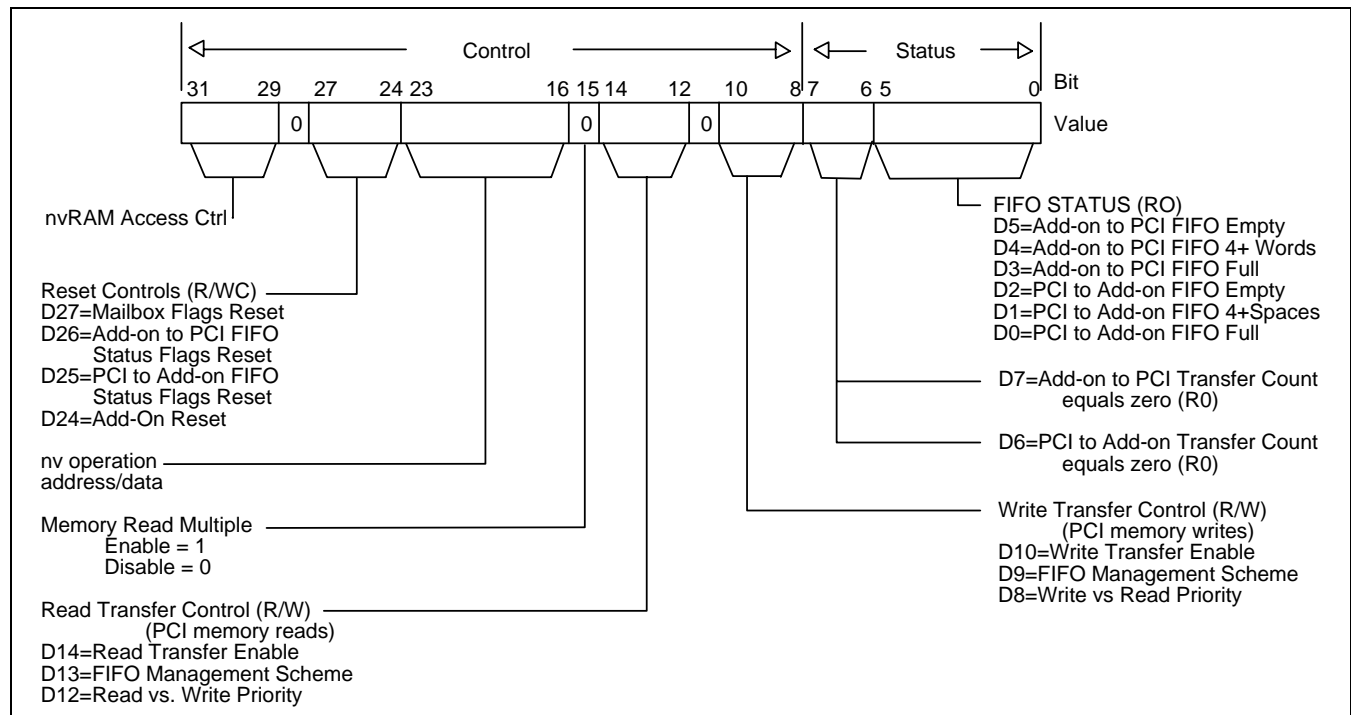 Control
Status
31 29 27 24 23 16 15 14 12 10 8 7 6 5 0 Bit
0 0 0 Value
nvRAM Access Ctrl
Reset Controls (R/WC)
D27=Mailbox Flags Reset
D26=Add-on to PCI FIFO
Status Flags Reset
D25=PCI to Add-on FIFO
Status Flags Reset
D24=Add-On Reset
nv operation
address/data
Memory Read Multiple
Enable = 1
Disable = 0
Read Transfer Control (R/W)
(PCI memory reads)
D14=Read Transfer Enable
D13=FIFO Management Scheme
D12=Read vs. Write Priority
FIFO STATUS (RO)
D5=Add-on to PCI FIFO Empty
D4=Add-on to PCI FIFO 4+ Words
D3=Add-on to PCI FIFO Full
D2=PCI to Add-on FIFO Empty
D1=PCI to Add-on FIFO 4+Spaces
D0=PCI to Add-on FIFO Full
D7=Add-on to PCI Transfer Count
equals zero (R0)
D6=PCI to Add-on Transfer Count
equals zero (R0)
Write Transfer Control (R/W)
(PCI memory writes)
D10=Write Transfer Enable
D9=FIFO Management Scheme
D8=Write vs Read Priority